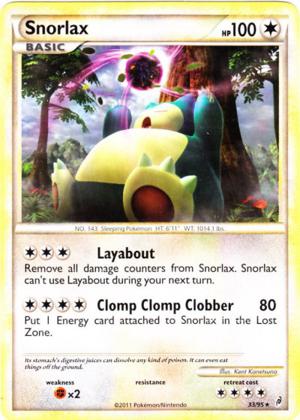 Snorlax
HP100
BASIC
NO. 143 Sleeping Pokémon HT: 6'11" WT: 1014.1 lbs.
Layabout
Remove all damage counters from Snorlax. Snorlax
can't use Layabout during your next turn.
Clomp Clomp Clobber 80
Put 1 Energy card attached to Snorlax in the Lost
Zone.
Illus. Kent Kanetsuna
Its stomach's digestive juices can dissolve any kind of poison. It can even eat
things off the ground.
weakness resistance retreat cost
×2
©2011 Pokémon/Nintendo 33/95 ★